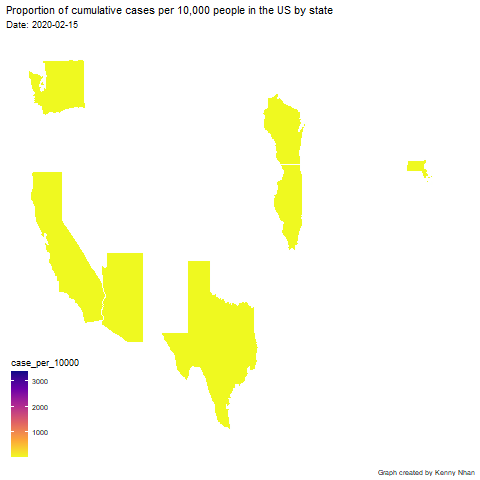 Proportion of cumulative cases per 10,000 people in the US by state
Date: 2020-02-15
case_per_10000
3000
2000
1000
Graph created by Kenny Nhan